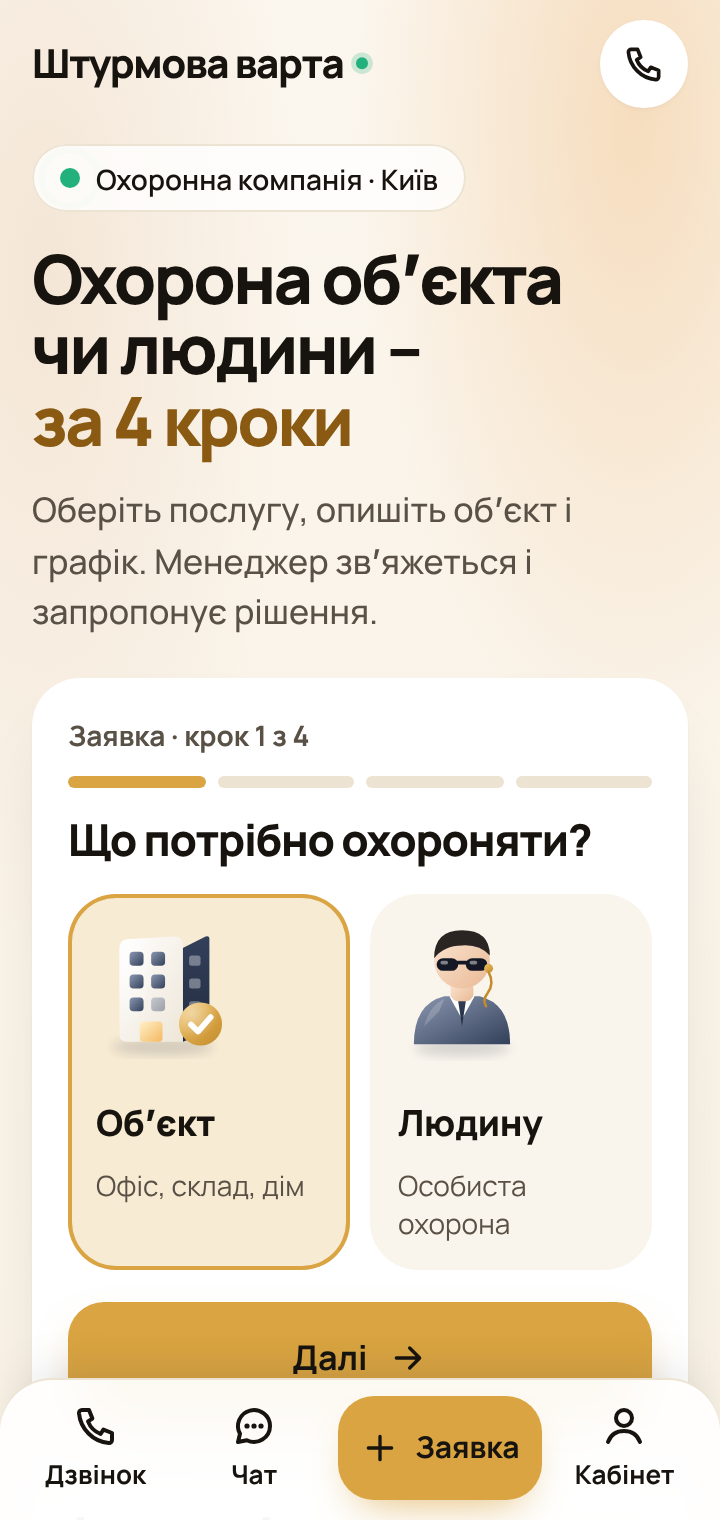 Штурмова варта
Охоронна компанія · Київ
Охорона обʼєкта
чи людини –
за 4 кроки
Оберіть послугу, опишіть обʼєкт і
графік. Менеджер звʼяжеться і
запропонує рішення.
Заявка · крок 1 з 4
Що потрібно охороняти?
Обʼєкт
Офіс, склад, дім
Людину
Особиста
охорона
Далі →
Дзвінок
Чат
+ Заявка
Кабінет